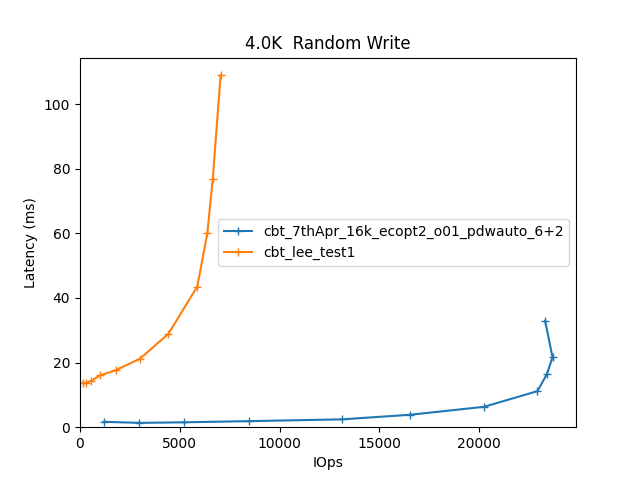 4.0K  Random Write
Latency (ms)
100
80
60
40
20
0
cbt_7thApr_16k_ecopt2_o01_pdwauto_6+2
cbt_lee_test1
0 5000 10000 15000 20000
IOps